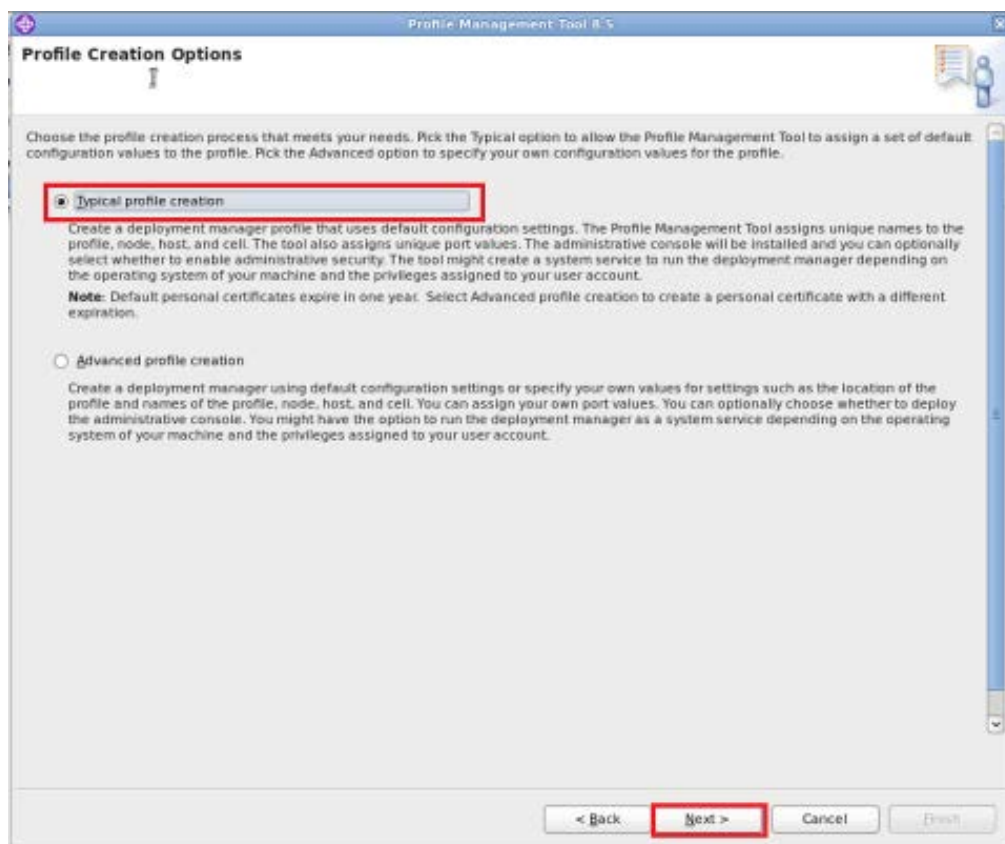 Profile Management Tool 8.5
Profile Creation Options
Choose the profile creation process that meets your needs. Pick the Typical option to allow the Profile Management Tool to assign a set of default
configuration values to the profile. Pick the Advanced option to specify your own configuration values for the profile.
Typical profile creation
Create a deployment manager profile that uses default configuration settings. The Profile Management Tool assigns unique names to the
profile, node, host, and cell. The tool also assigns unique port values. The administrative console will be installed and you can optionally
select whether to enable administrative security. The tool might create a system service to run the deployment manager depending on
the operating system of your machine and the privileges assigned to your user account.
Note: Default personal certificates expire in one year. Select Advanced profile creation to create a personal certificate with a different
expiration.
Advanced profile creation
Create a deployment manager using default configuration settings or specify your own values for settings such as the location of the
profile and names of the profile, node, host, and cell. You can assign your own port values. You can optionally choose whether to deploy
the administrative console. You might have the option to run the deployment manager as a system service depending on the operating
system of your machine and the privileges assigned to your user account.
< Back Next > Cancel Finish